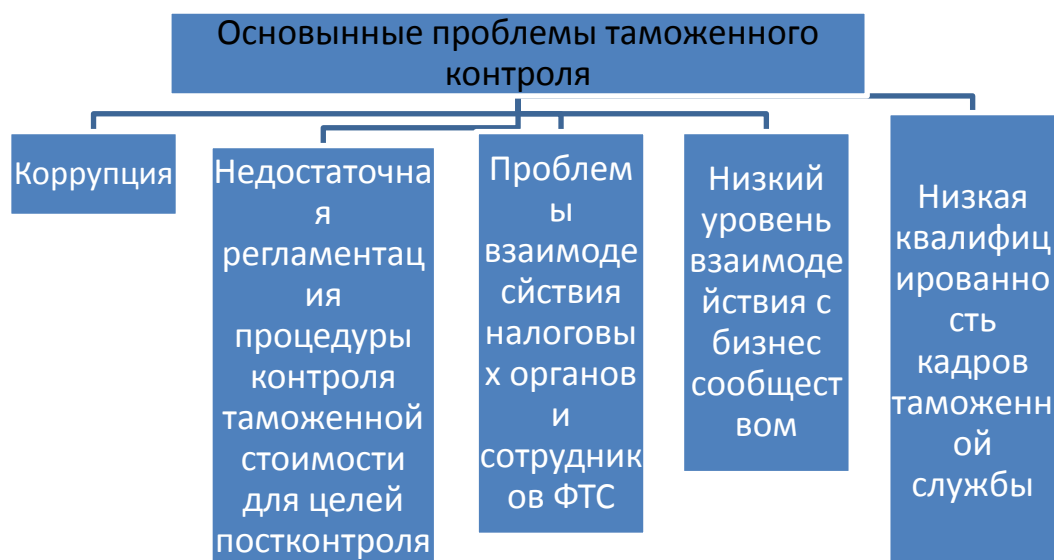 Основынные проблемы таможенного
контроля
Коррупция
Недостаточна
я
регламентац
ия
процедуры
контроля
таможенной
стоимости
для целей
постконтроля
Проблем
ы
взаимоде
сйствия
налоговы
х органов
и
сотрудник
ов ФТС
Низкий
уровень
взаимоде
йствия с
бизнес
сообщест
вом
Низкая
квалифиц
ированно
сть
кадров
таможенн
ой
службы